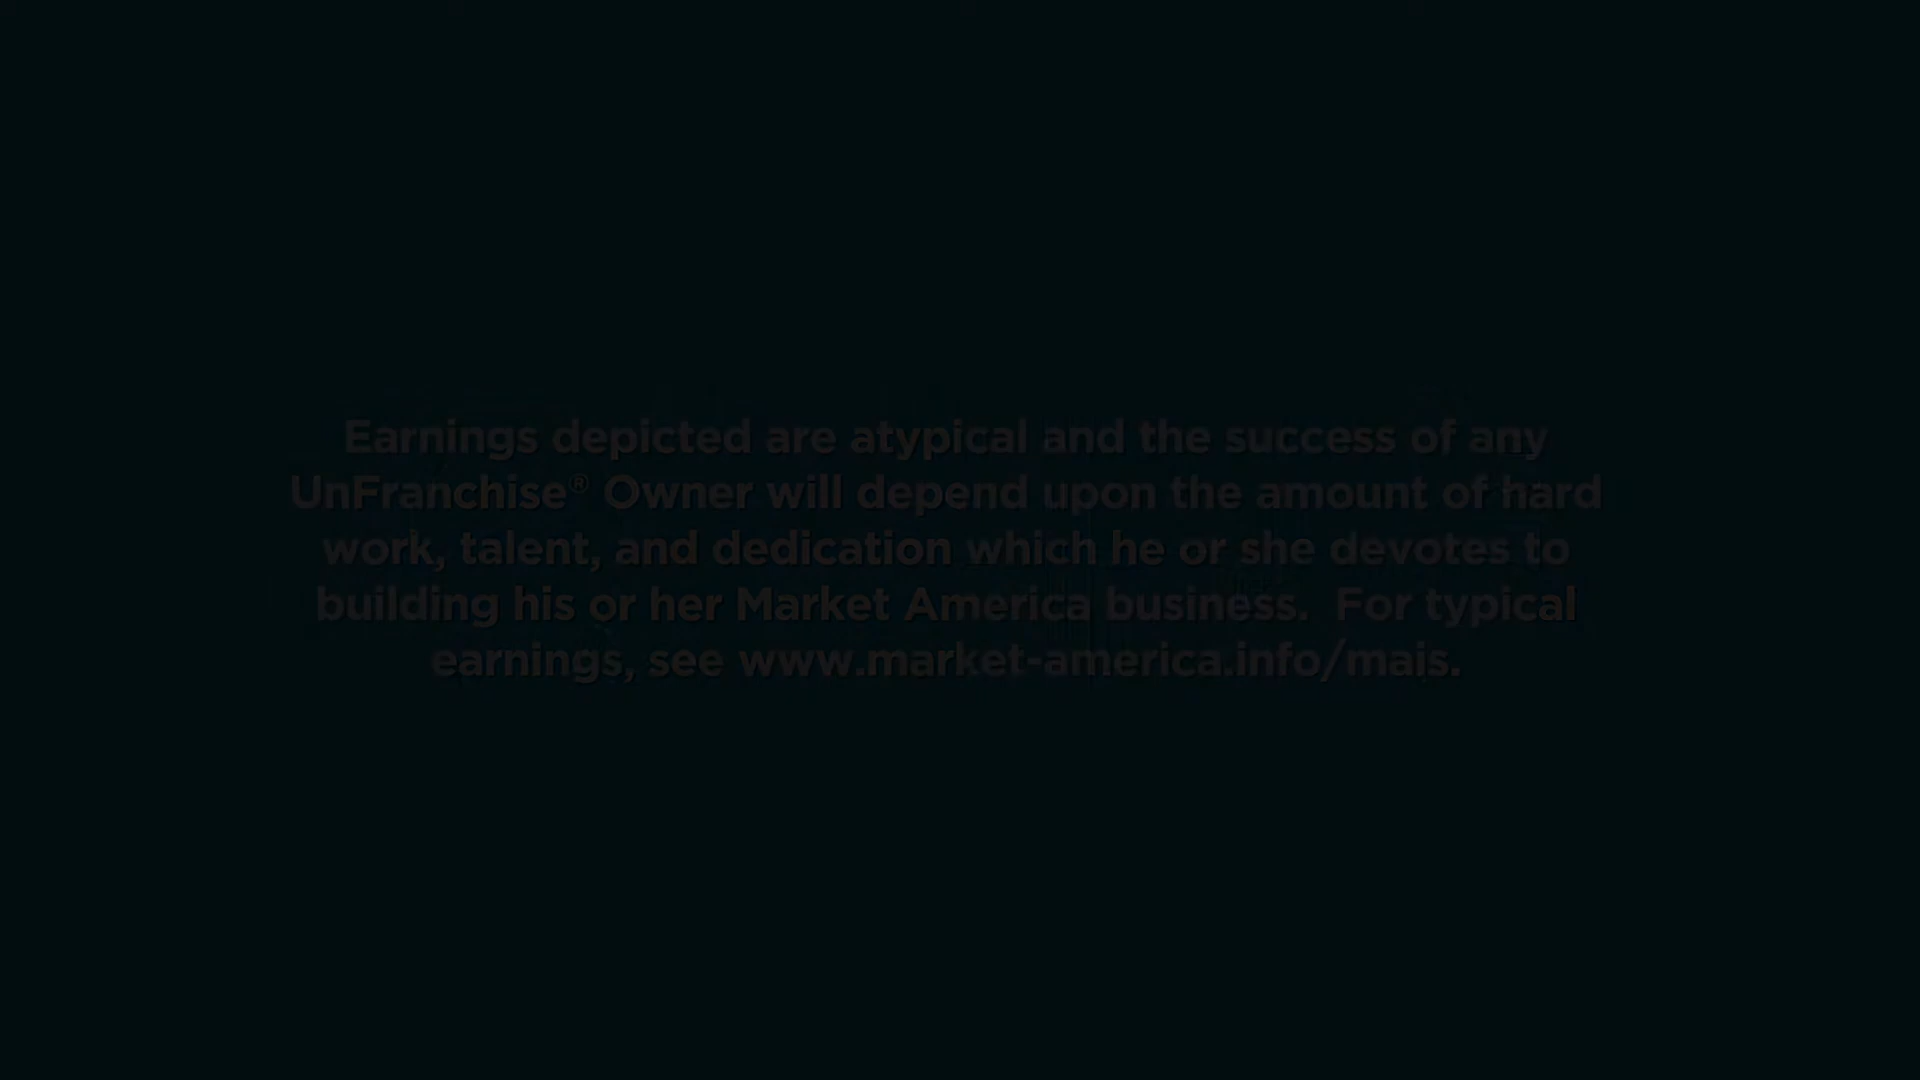 Earnings depicted are atypical and the success of any
UnFranchise® Owner will depend upon the amount of hard
work, talent, and dedication which he or she devotes to
building his or her Market America business.  For typical
earnings, see www.market-america.info/mais.